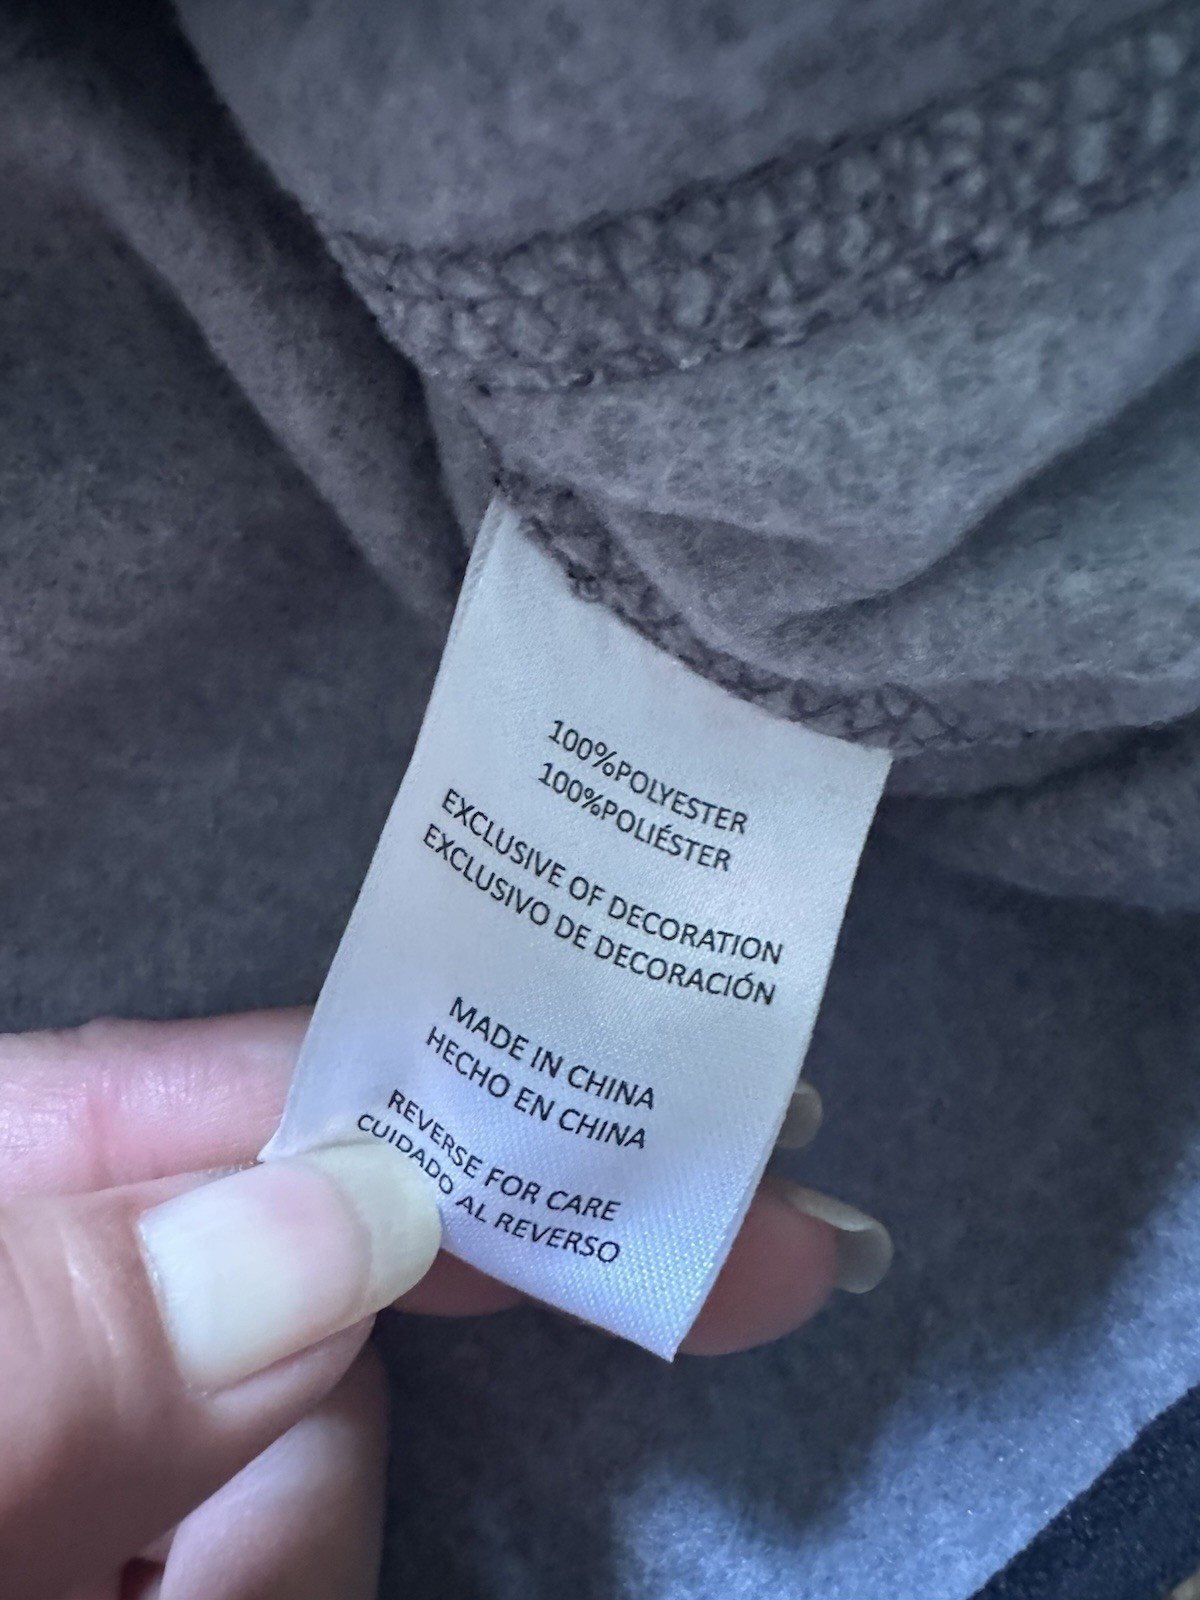 100%POLYESTER
100%POLIÉSTER
EXCLUSIVE OF DECORATION
EXCLUSIVO DE DECORACIÓN
MADE IN CHINA
HECHO EN CHINA
REVERSE FOR CARE
CUIDADO AL REVERSO